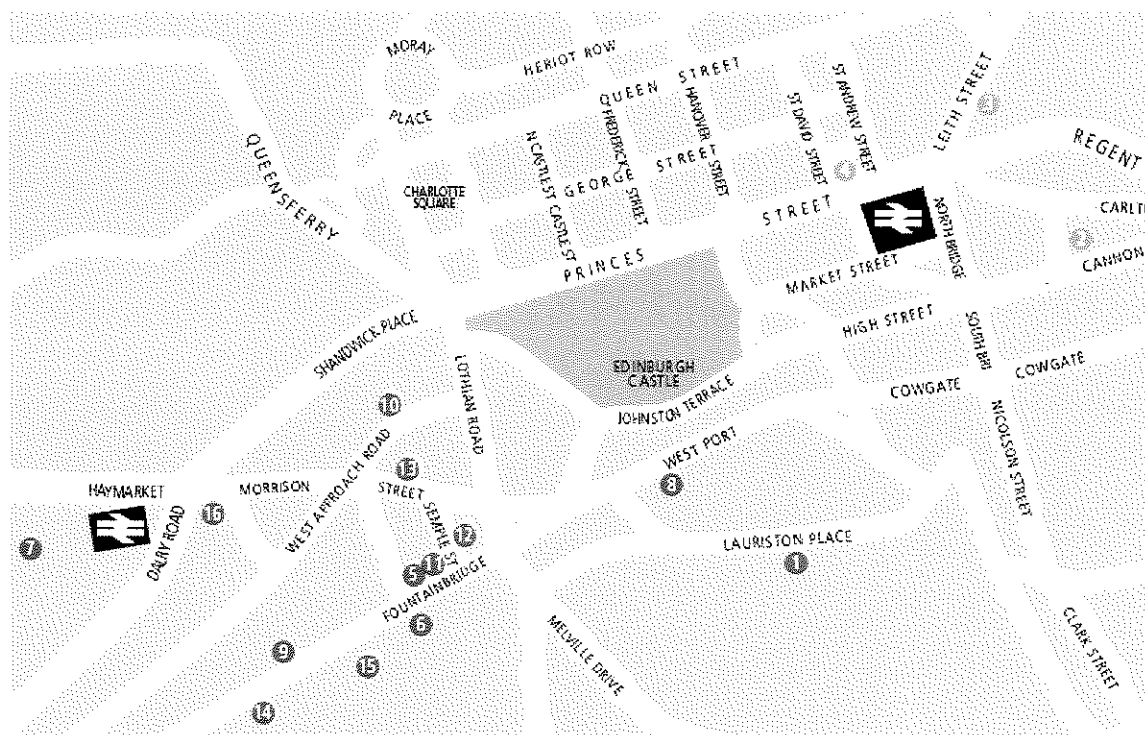 MORAY
PLACE
HERIOT ROW
QUEEN STREET
QUEENSFERRY
N CASTLE ST
CASTLE ST
FREDERICK STREET
HANOVER STREET
ST DAVID STREET
ST ANDREW STREET
LEITH STREET
4
REGENT
CHARLOTTE
SQUARE
GEORGE STREET
PRINCES STREET
NORTH BRIDGE
MARKET STREET
CANNON
HIGH STREET
SHANDWICK PLACE
LOTHIAN ROAD
EDINBURGH
CASTLE
JOHNSTON TERRACE
SOUTH BRI
COWGATE
COWGATE
10
WEST APPROACH ROAD
WEST PORT
8
NICOLSON STREET
HAYMARKET
MORRISON STREET
13
SEMPLE ST
16
7
DALRY ROAD
12
11
5
LAURISTON PLACE
1
FOUNTAINBRIDGE
6
9
15
14
MELVILLE DRIVE
CLARK STREET